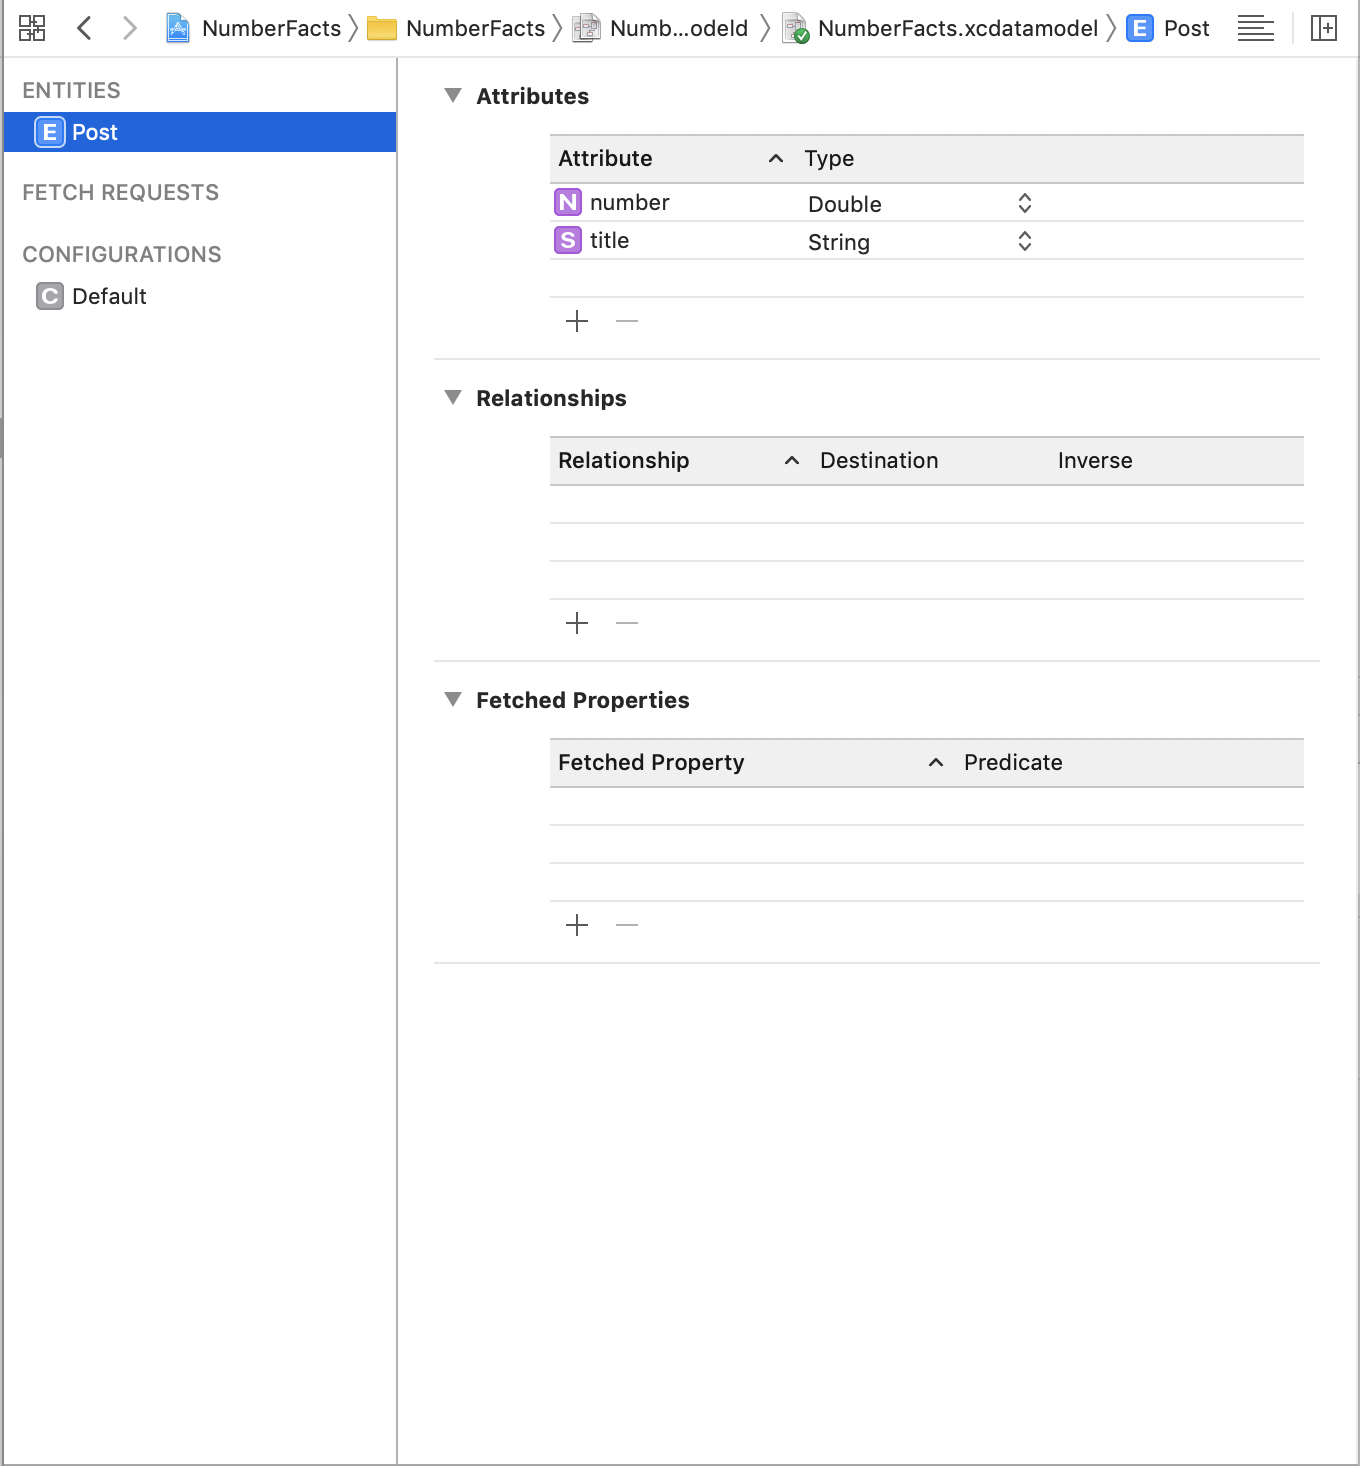 NumberFacts NumberFacts Numb...odeld NumberFacts.xcdatamodel E Post
ENTITIES
E Post
FETCH REQUESTS
CONFIGURATIONS
C Default
Attributes
Attribute Type
N number Double
S title String
Relationships
Relationship Destination Inverse
Fetched Properties
Fetched Property Predicate